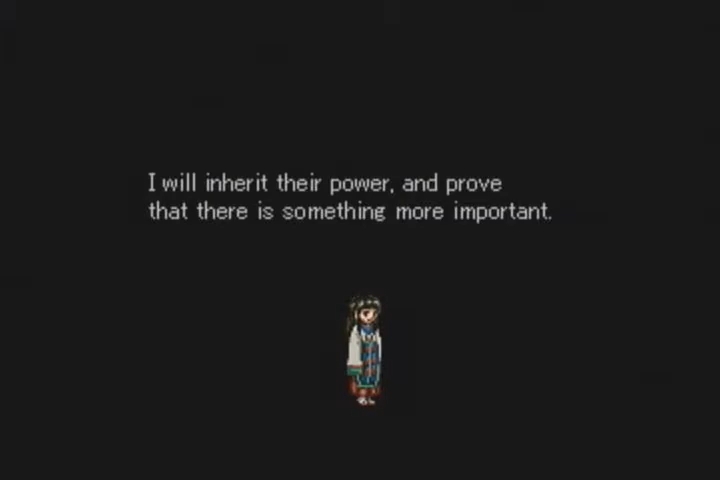 I will inherit their power, and prove
that there is something more important.